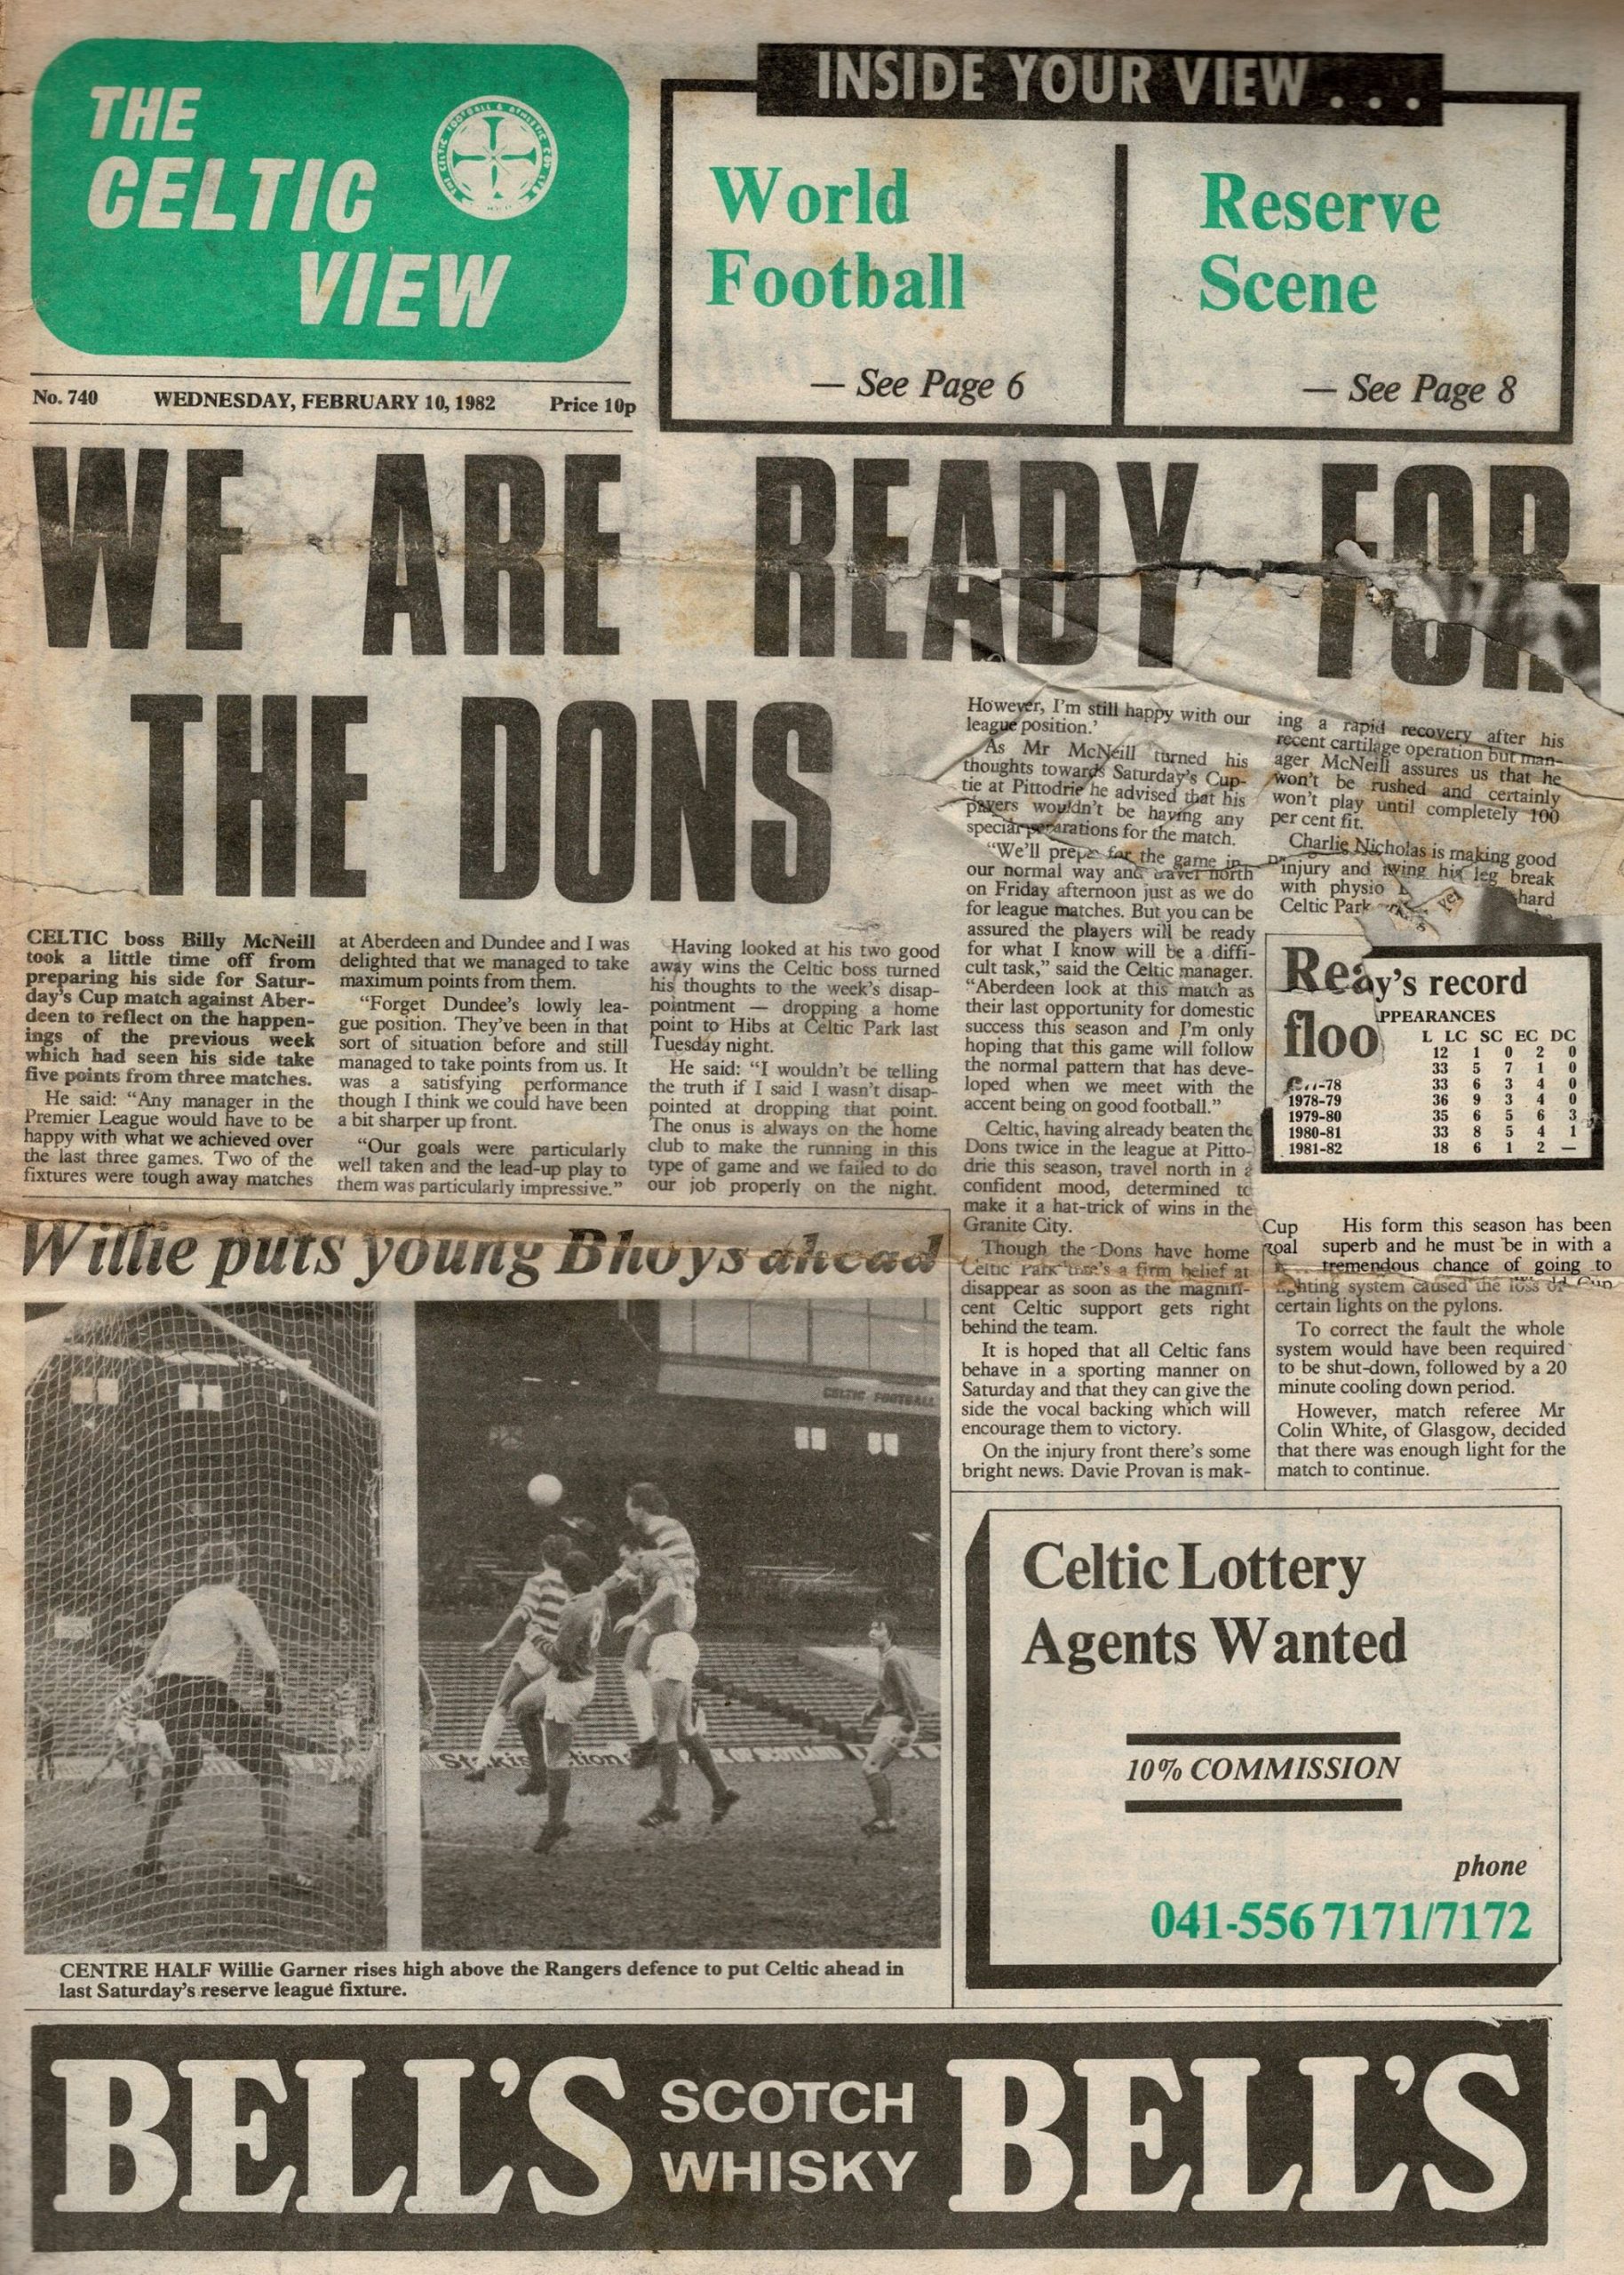 THE
CELTIC
VIEW
THE CELTIC FOOTBALL & ATHLETIC COY LTD
INSIDE YOUR VIEW . . .
World
Football
— See Page 6
Reserve
Scene
— See Page 8
No. 740 WEDNESDAY, FEBRUARY 10, 1982 Price 10p
WE ARE READY FOR
THE DONS
CELTIC boss Billy McNeill
took a little time off from
preparing his side for Satur-
day's Cup match against Aber-
deen to reflect on the happen-
ings of the previous week
which had seen his side take
five points from three matches.
He said: “Any manager in the
Premier League would have to be
happy with what we achieved over
the last three games. Two of the
fixtures were tough away matches
at Aberdeen and Dundee and I was
delighted that we managed to take
maximum points from them.
“Forget Dundee's lowly lea-
gue position. They've been in that
sort of situation before and still
managed to take points from us. It
was a satisfying performance
though I think we could have been
a bit sharper up front.
“Our goals were particularly
well taken and the lead-up play to
them was particularly impressive.”
Having looked at his two good
away wins the Celtic boss turned
his thoughts to the week's disap-
pointment — dropping a home
point to Hibs at Celtic Park last
Tuesday night.
He said: “I wouldn't be telling
the truth if I said I wasn't disap-
pointed at dropping that point.
The onus is always on the home
club to make the running in this
type of game and we failed to do
our job properly on the night.
However, I'm still happy with our
league position.’
As Mr McNeill turned his
thoughts towards Saturday's Cup-
tie at Pittodrie he advised that his
players wouldn't be having any
special for the match.
“We'll for the game in
our normal way and travel north
on Friday afternoon just as we do
for league matches. But you can be
assured the players will be ready
for what I know will be a diffi-
cult task,” said the Celtic manager.
“Aberdeen look at this match as
their last opportunity for domestic
success this season and I'm only
hoping that this game will follow
the normal pattern that has deve-
loped when we meet with the
accent being on good football.”
Celtic, having already beaten the
Dons twice in the league at Pitto-
drie this season, travel north in a
confident mood, determined to
make it a hat-trick of wins in the
Granite City.
Though the Dons have home
Celtic Park there's a firm belief at
disappear as soon as the magnifi-
cent Celtic support gets right
behind the team.
It is hoped that all Celtic fans
behave in a sporting manner on
Saturday and that they can give the
side the vocal backing which will
encourage them to victory.
On the injury front there's some
bright news. Davie Provan is mak-
ing a rapid recovery after his
recent cartilage operation but man-
ager McNeill assures us that he
won't be rushed and certainly
won't play until completely 100
per cent fit.
Charlie Nicholas is making good
injury and his leg break
with physio hard
Celtic Park
Rea y's record
floo PPEARANCES
L LC SC EC DC
12 1 0 2 0
33 5 7 1 0
-78 33 6 3 4 0
1978-79 36 9 3 4 0
1979-80 35 6 5 6 3
1980-81 33 8 5 4 1
1981-82 18 6 1 2 —
Cup His form this season has been
goal superb and he must be in with a
tremendous chance of going to
lighting system caused the loss of Cup
certain lights on the pylons.
To correct the fault the whole
system would have been required
to be shut-down, followed by a 20
minute cooling down period.
However, match referee Mr
Colin White, of Glasgow, decided
that there was enough light for the
match to continue.
Willie puts young Bhoys ahead
CELTIC FOOTBALL
CENTRE HALF Willie Garner rises high above the Rangers defence to put Celtic ahead in
last Saturday's reserve league fixture.
Celtic Lottery
Agents Wanted
10% COMMISSION
phone
041-556 7171/7172
BELL'S SCOTCH WHISKY BELL'S